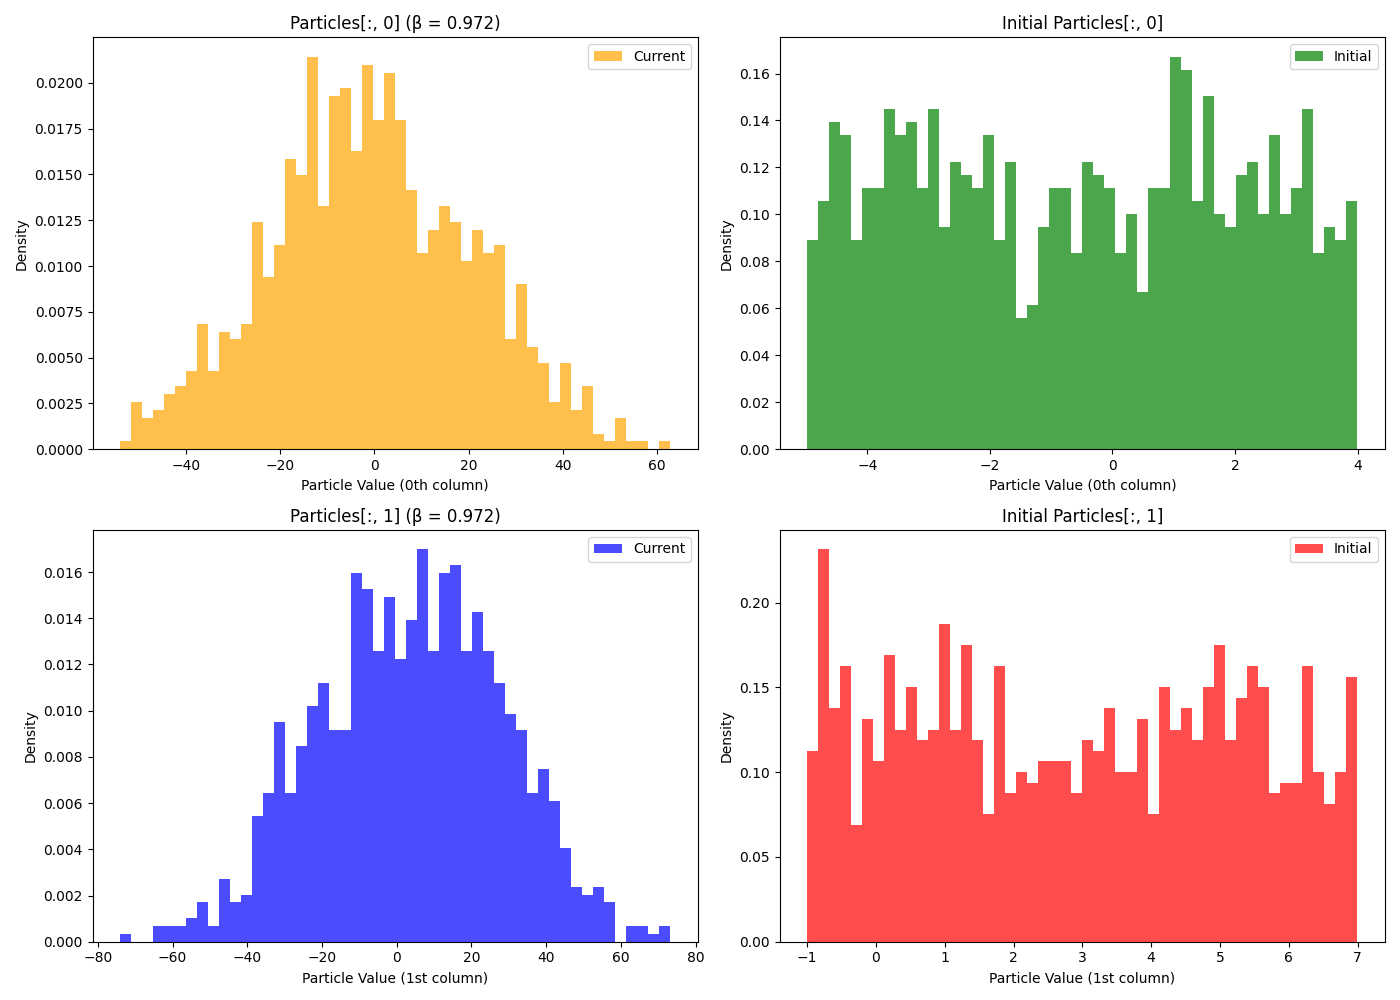 Particles[:, 0] (β = 0.972)
Current
Density
0.0200
0.0175
0.0150
0.0125
0.0100
0.0075
0.0050
0.0025
0.0000
−40 −20 0 20 40 60
Particle Value (0th column)
Initial Particles[:, 0]
Initial
Density
0.16
0.14
0.12
0.10
0.08
0.06
0.04
0.02
0.00
−4 −2 0 2 4
Particle Value (0th column)
Particles[:, 1] (β = 0.972)
Current
Density
0.016
0.014
0.012
0.010
0.008
0.006
0.004
0.002
0.000
−80 −60 −40 −20 0 20 40 60 80
Particle Value (1st column)
Initial Particles[:, 1]
Initial
Density
0.20
0.15
0.10
0.05
0.00
−1 0 1 2 3 4 5 6 7
Particle Value (1st column)